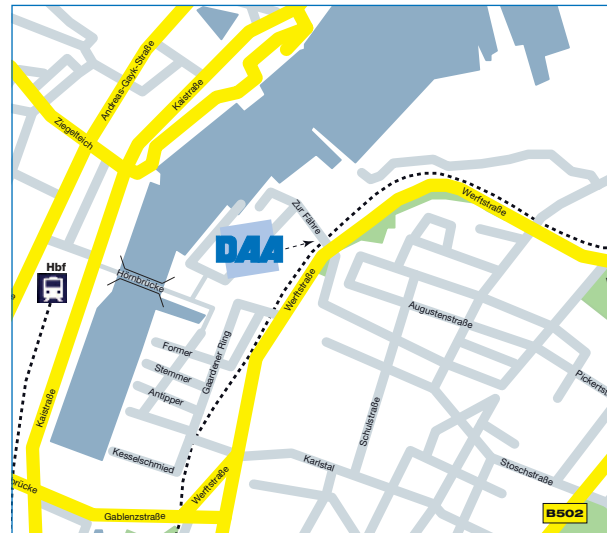 Andreas-Gayk-Straße
Kaistraße
Ziegelteich
Zur Fähre
Werftstraße
DAA
Hbf
Hörnbrücke
Werftstraße
Augustenstraße
Former
Gaardener Ring
Stemmer
Antipper
Pickertst
Kaistraße
Schulstraße
Kesselschmied
Karlstal
Stoschstraße
brücke
Werftstraße
Gablenzstraße
B502